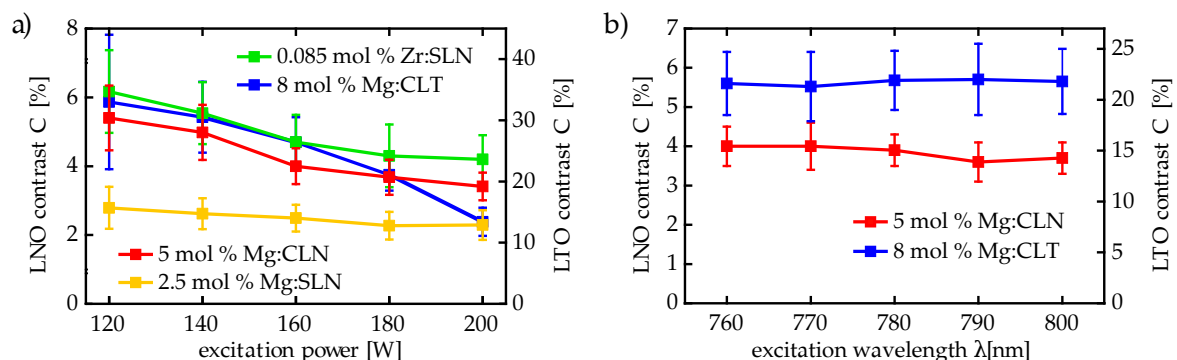 a)
LNO contrast C [%]
8
6
4
2
0
0.085 mol % Zr:SLN
8 mol % Mg:CLT
5 mol % Mg:CLN
2.5 mol % Mg:SLN
40
30
20
10
0
LTO contrast C [%]
120 140 160 180 200
excitation power [W]
b)
LNO contrast C [%]
7
6
5
4
3
2
1
0
5 mol % Mg:CLN
8 mol % Mg:CLT
25
20
15
10
5
0
LTO contrast C [%]
760 770 780 790 800
excitation wavelength λ[nm]